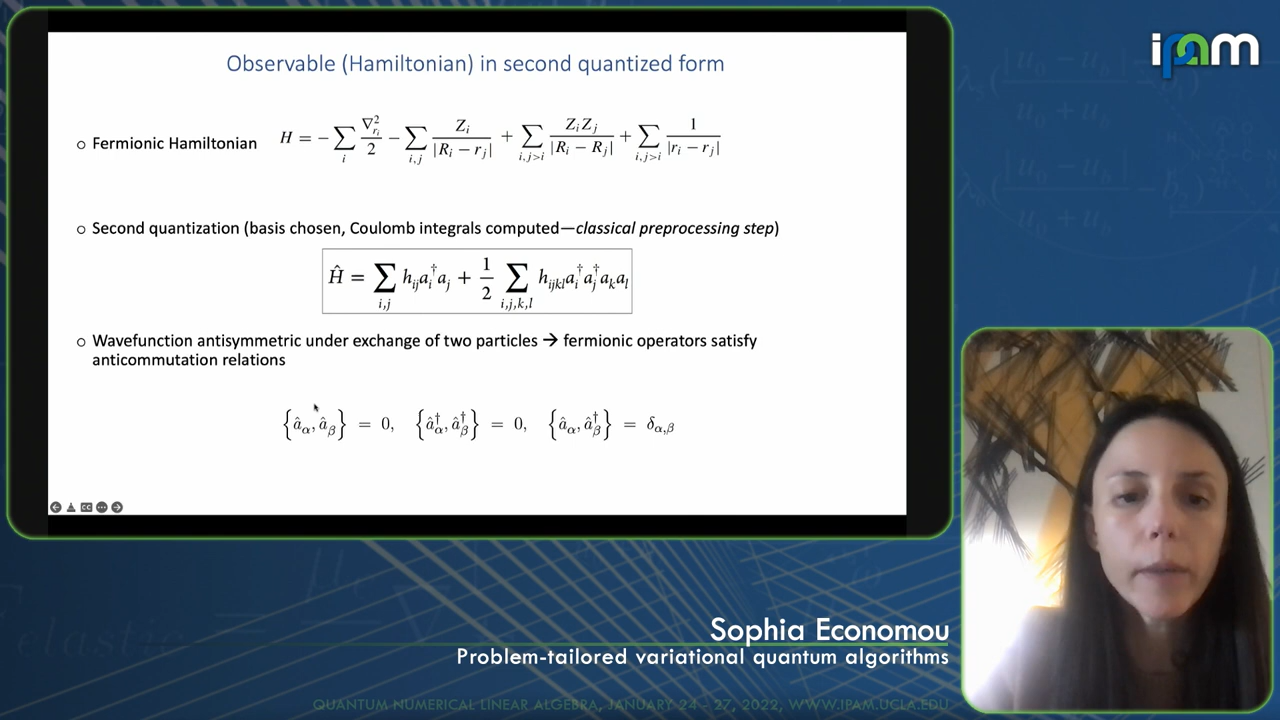 ipam
Observable (Hamiltonian) in second quantized form
○ Fermionic Hamiltonian H = − ∑_i ∇²_{r_i}/2 − ∑_{i,j} Z_i/|R_i − r_j| + ∑_{i,j>i} Z_i Z_j/|R_i − R_j| + ∑_{i,j>i} 1/|r_i − r_j|
○ Second quantization (basis chosen, Coulomb integrals computed—classical preprocessing step)
Ĥ = ∑_{i,j} h_{ij} a_i^† a_j + 1/2 ∑_{i,j,k,l} h_{ijkl} a_i^† a_j^† a_k a_l
○ Wavefunction antisymmetric under exchange of two particles → fermionic operators satisfy
anticommutation relations
{â_α, â_β} = 0, {â_α^†, â_β^†} = 0, {â_α, â_β^†} = δ_{α,β}
Sophia Economou
Problem-tailored variational quantum algorithms
QUANTUM NUMERICAL LINEAR ALGEBRA, JANUARY 24 - 27, 2022, WWW.IPAM.UCLA.EDU